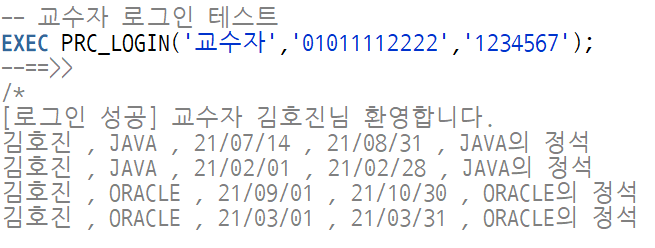 -- 교수자 로그인 테스트
EXEC PRC_LOGIN('교수자','01011112222','1234567');
--==>>
/*
[로그인 성공] 교수자 김호진님 환영합니다.
김호진 , JAVA , 21/07/14 , 21/08/31 , JAVA의 정석
김호진 , JAVA , 21/02/01 , 21/02/28 , JAVA의 정석
김호진 , ORACLE , 21/09/01 , 21/10/30 , ORACLE의 정석
김호진 , ORACLE , 21/03/01 , 21/03/31 , ORACLE의 정석